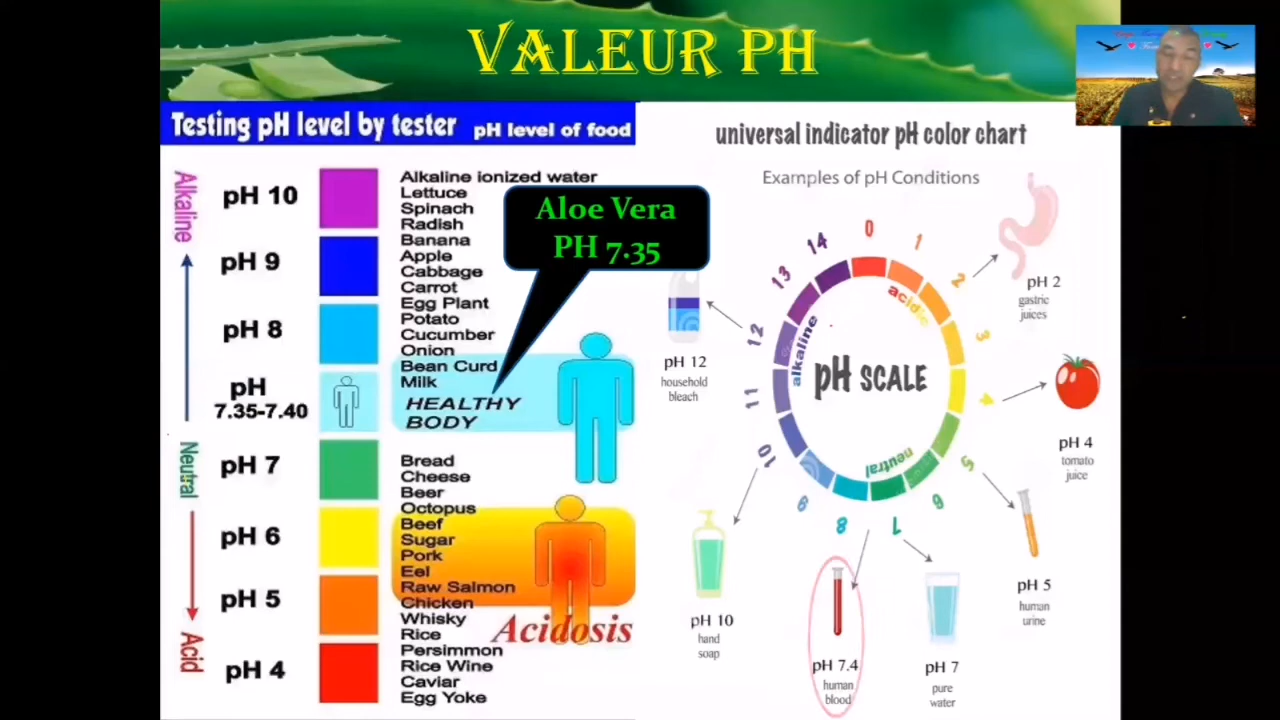 VALEUR PH
Testing pH level by tester pH level of food
Alkaline
Neutral
Acid
pH 10
pH 9
pH 8
pH
7.35-7.40
pH 7
pH 6
pH 5
pH 4
Alkaline ionized water
Lettuce
Spinach
Radish
Banana
Apple
Cabbage
Carrot
Egg Plant
Potato
Cucumber
Onion
Bean Curd
Milk
HEALTHY
BODY
Bread
Cheese
Beer
Octopus
Beef
Sugar
Pork
Eel
Raw Salmon
Chicken
Whisky
Rice
Persimmon
Rice Wine
Caviar
Egg Yoke
Acidosis
Aloe Vera
PH 7.35
universal indicator pH color chart
Examples of pH Conditions
pH SCALE
acidic
neutral
alkaline
0
1
2
3
4
5
6
7
8
9
10
11
12
13
14
pH 2
gastric
juices
pH 4
tomato
juice
pH 5
human
urine
pH 7
pure
water
pH 7.4
human
blood
pH 10
hand
soap
pH 12
household
bleach